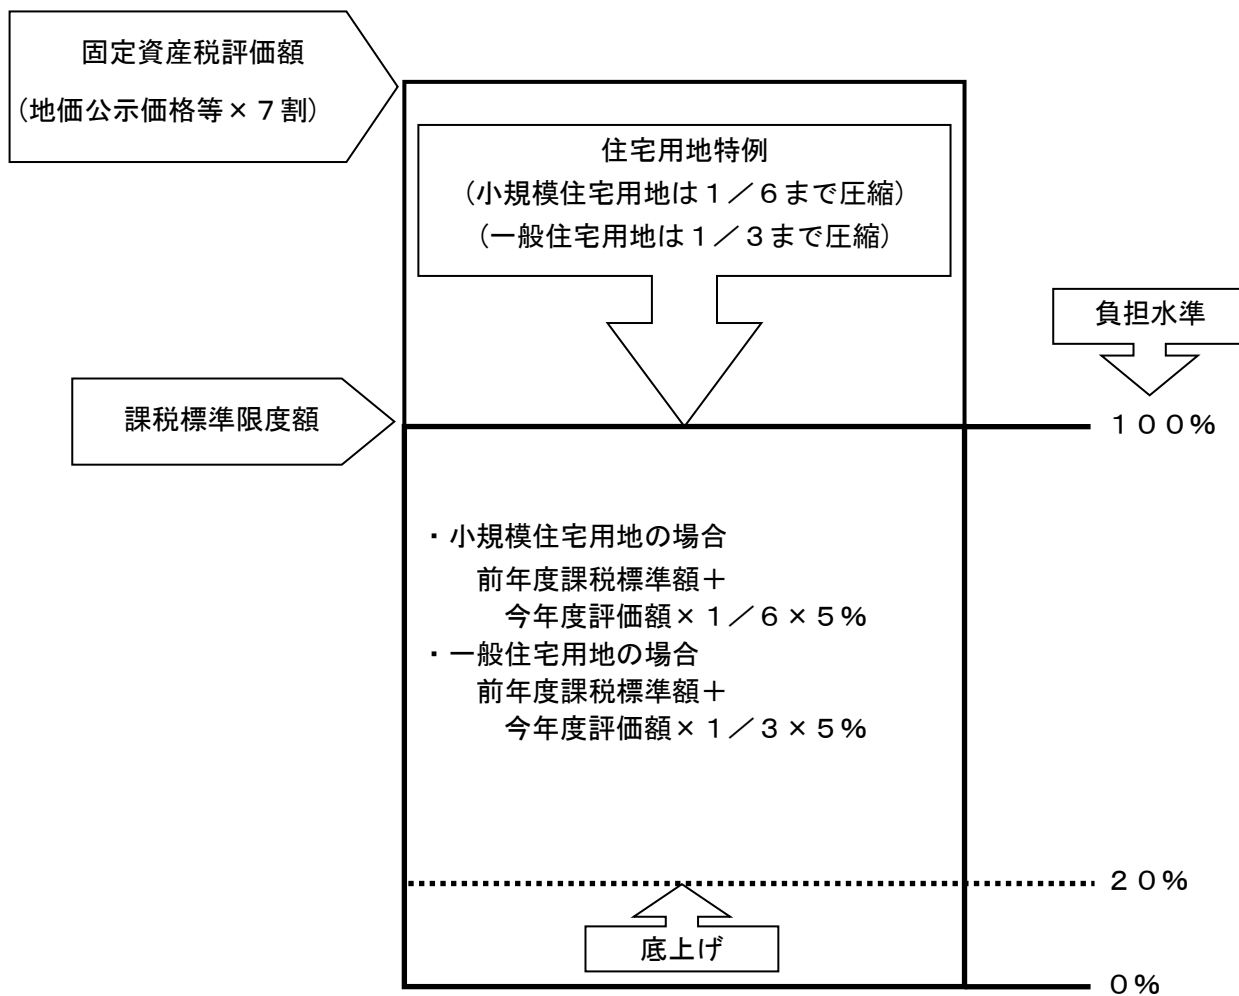 固定資産税評価額
（地価公示価格等×７割）
住宅用地特例
（小規模住宅用地は１／６まで圧縮）
（一般住宅用地は１／３まで圧縮）
負担水準
課税標準限度額
１００％
・小規模住宅用地の場合
前年度課税標準額＋
今年度評価額×１／６×５％
・一般住宅用地の場合
前年度課税標準額＋
今年度評価額×１／３×５％
２０％
底上げ
０％